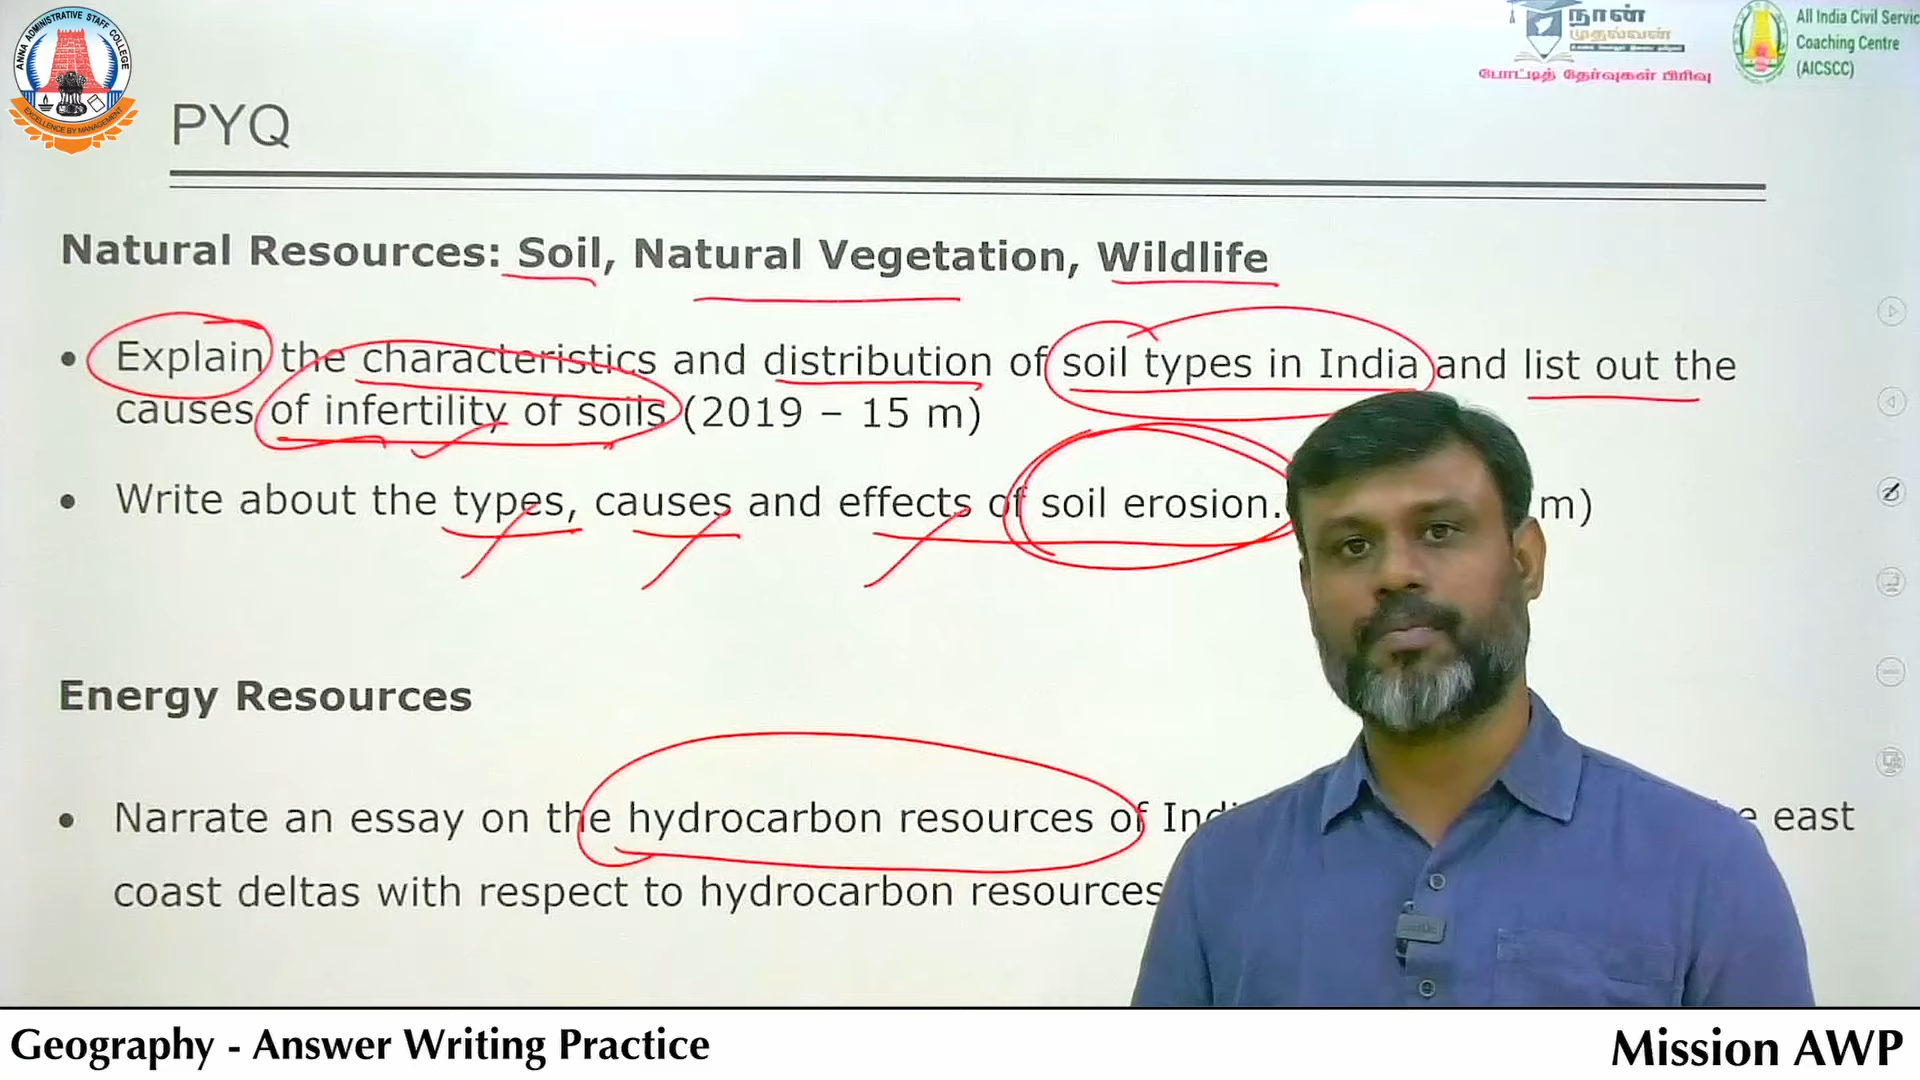 ANNA ADMINISTRATIVE STAFF COLLEGE
EXCELLENCE BY MANAGEMENT
நான்
முதல்வன்
போட்டித் தேர்வுகள் பிரிவு
All India Civil Servic
Coaching Centre
(AICSCC)
PYQ
Natural Resources: Soil, Natural Vegetation, Wildlife
• Explain the characteristics and distribution of soil types in India and list out the
causes of infertility of soils (2019 – 15 m)
• Write about the types, causes and effects of soil erosion. m)
Energy Resources
• Narrate an essay on the hydrocarbon resources of Indi e east
coast deltas with respect to hydrocarbon resources
Geography - Answer Writing Practice
Mission AWP